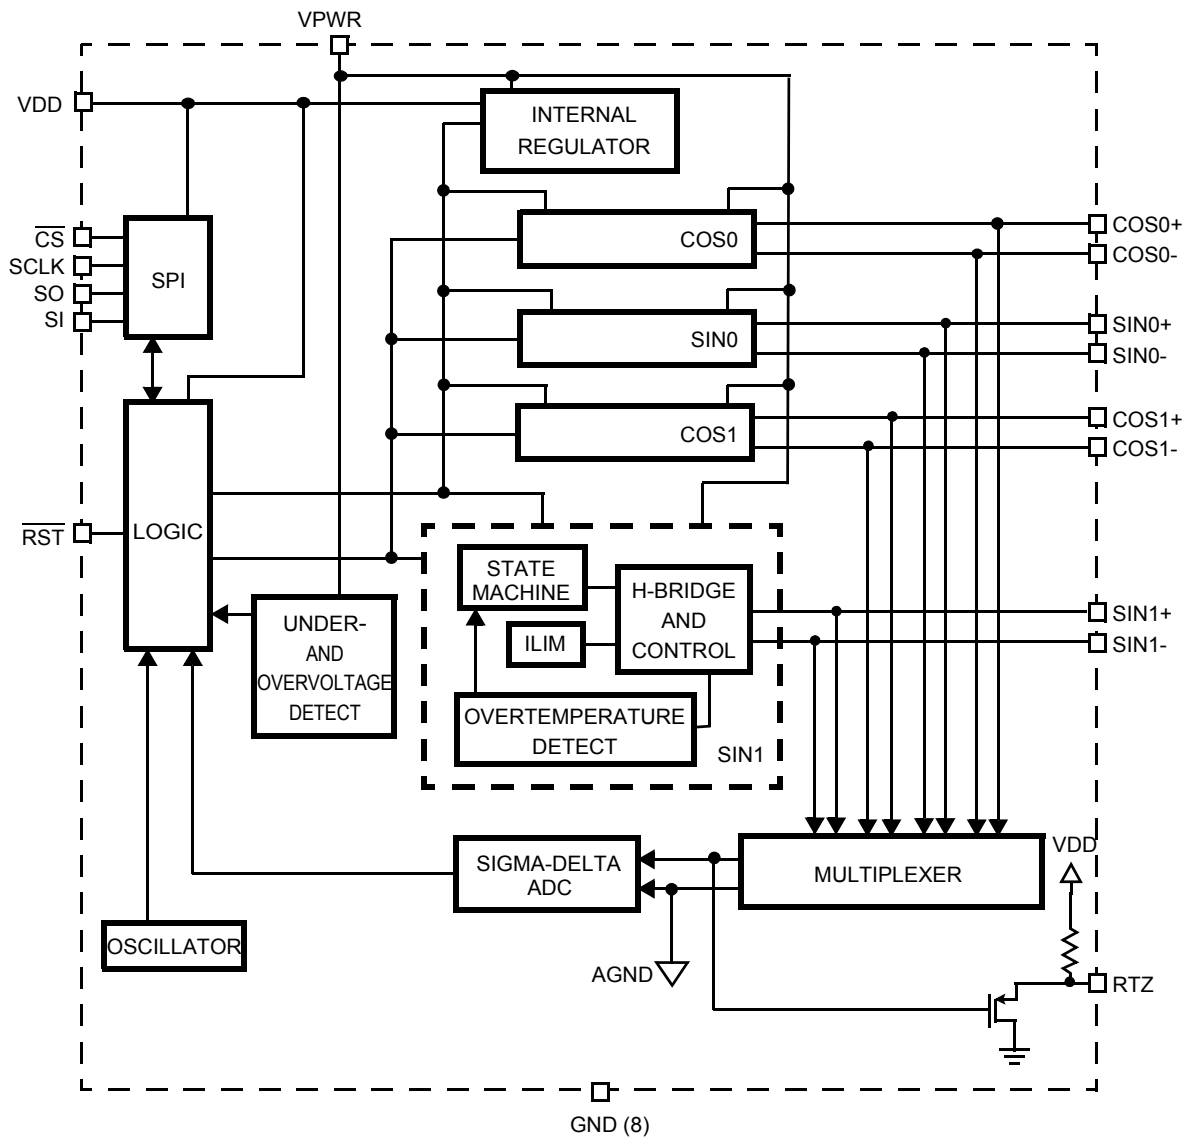 VPWR
VDD
INTERNAL
REGULATOR
CS
SCLK
SO
SI
SPI
COS0
COS0+
COS0-
SIN0
SIN0+
SIN0-
COS1
COS1+
COS1-
RST
LOGIC
STATE
MACHINE
H-BRIDGE
AND
CONTROL
ILIM
OVERTEMPERATURE
DETECT
SIN1
SIN1+
SIN1-
UNDER-
AND
OVERVOLTAGE
DETECT
SIGMA-DELTA
ADC
MULTIPLEXER
VDD
OSCILLATOR
AGND
RTZ
GND (8)